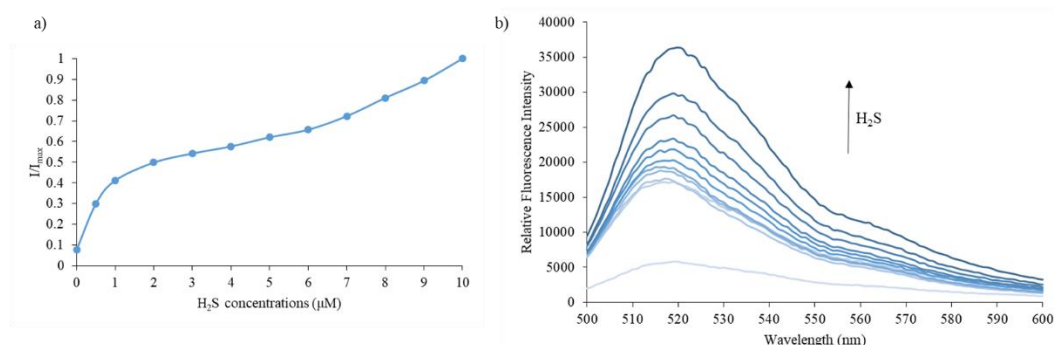 a)
1
0.9
0.8
0.7
0.6
0.5
0.4
0.3
0.2
0.1
0
I/Imax
0 1 2 3 4 5 6 7 8 9 10
H2S concentrations (μM)
b)
40000
35000
30000
25000
20000
15000
10000
5000
0
Relative Fluorescence Intensity
H2S
500 510 520 530 540 550 560 570 580 590 600
Wavelength (nm)